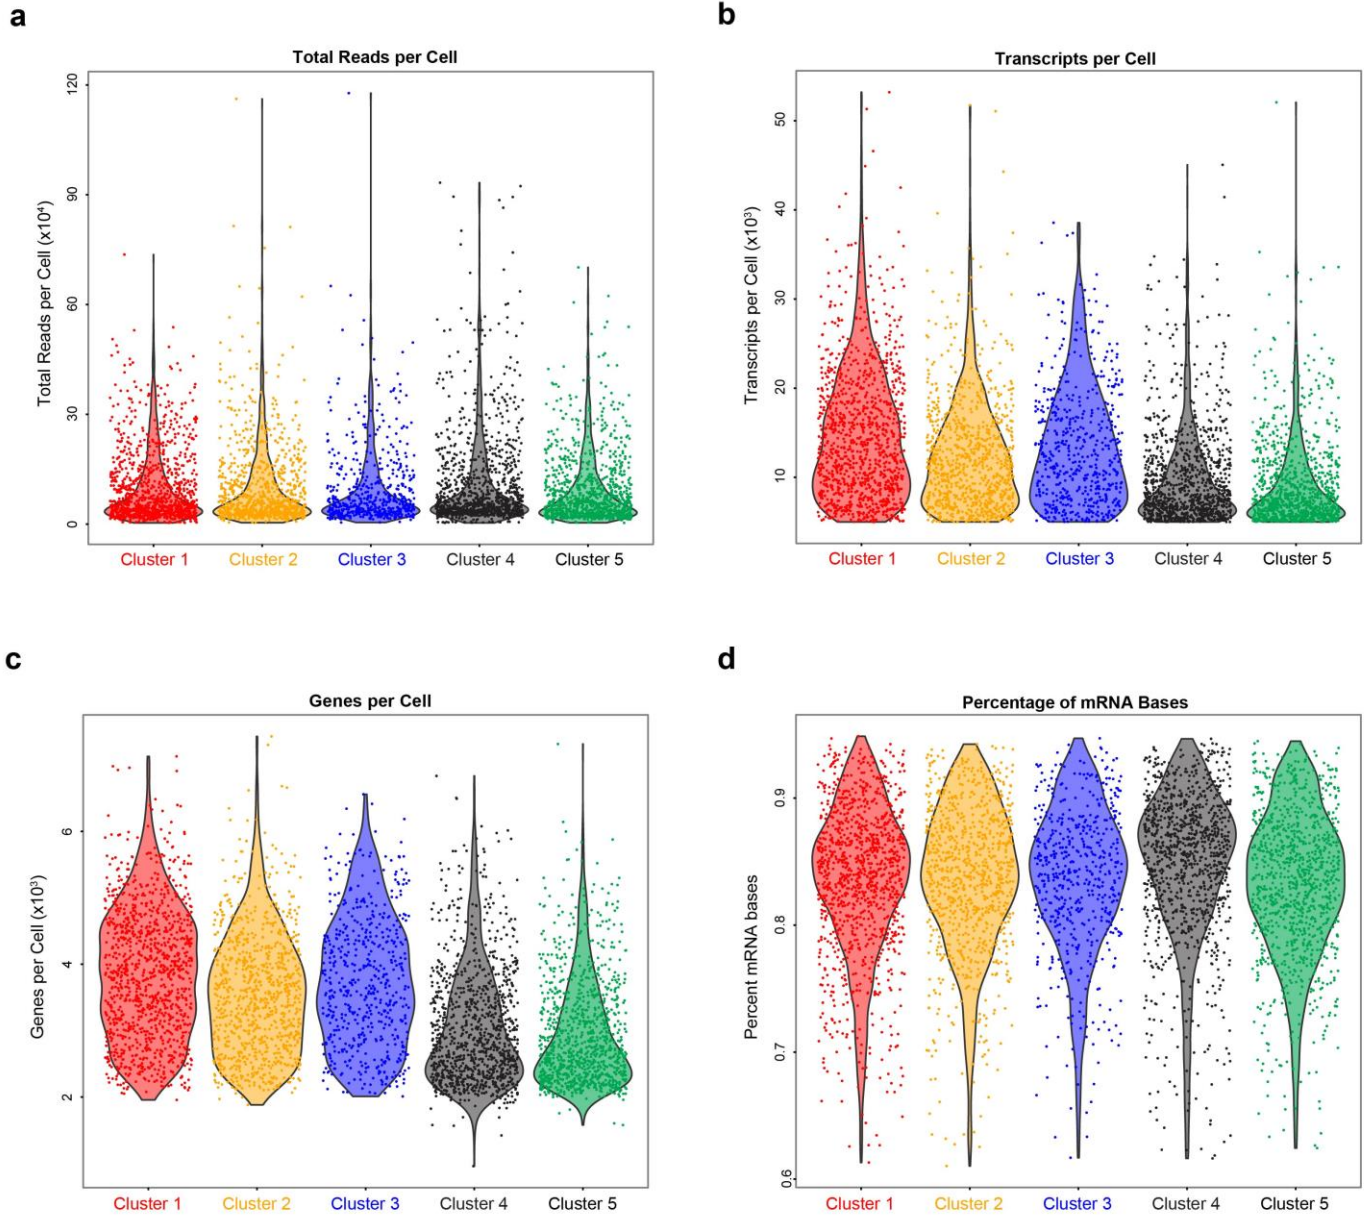 a
Total Reads per Cell
Total Reads per Cell (x10⁴)
120
90
60
30
0
Cluster 1 Cluster 2 Cluster 3 Cluster 4 Cluster 5
b
Transcripts per Cell
Transcripts per Cell (x10³)
50
40
30
20
10
Cluster 1 Cluster 2 Cluster 3 Cluster 4 Cluster 5
c
Genes per Cell
Genes per Cell (x10³)
6
4
2
Cluster 1 Cluster 2 Cluster 3 Cluster 4 Cluster 5
d
Percentage of mRNA Bases
Percent mRNA bases
0.9
0.8
0.7
0.6
Cluster 1 Cluster 2 Cluster 3 Cluster 4 Cluster 5